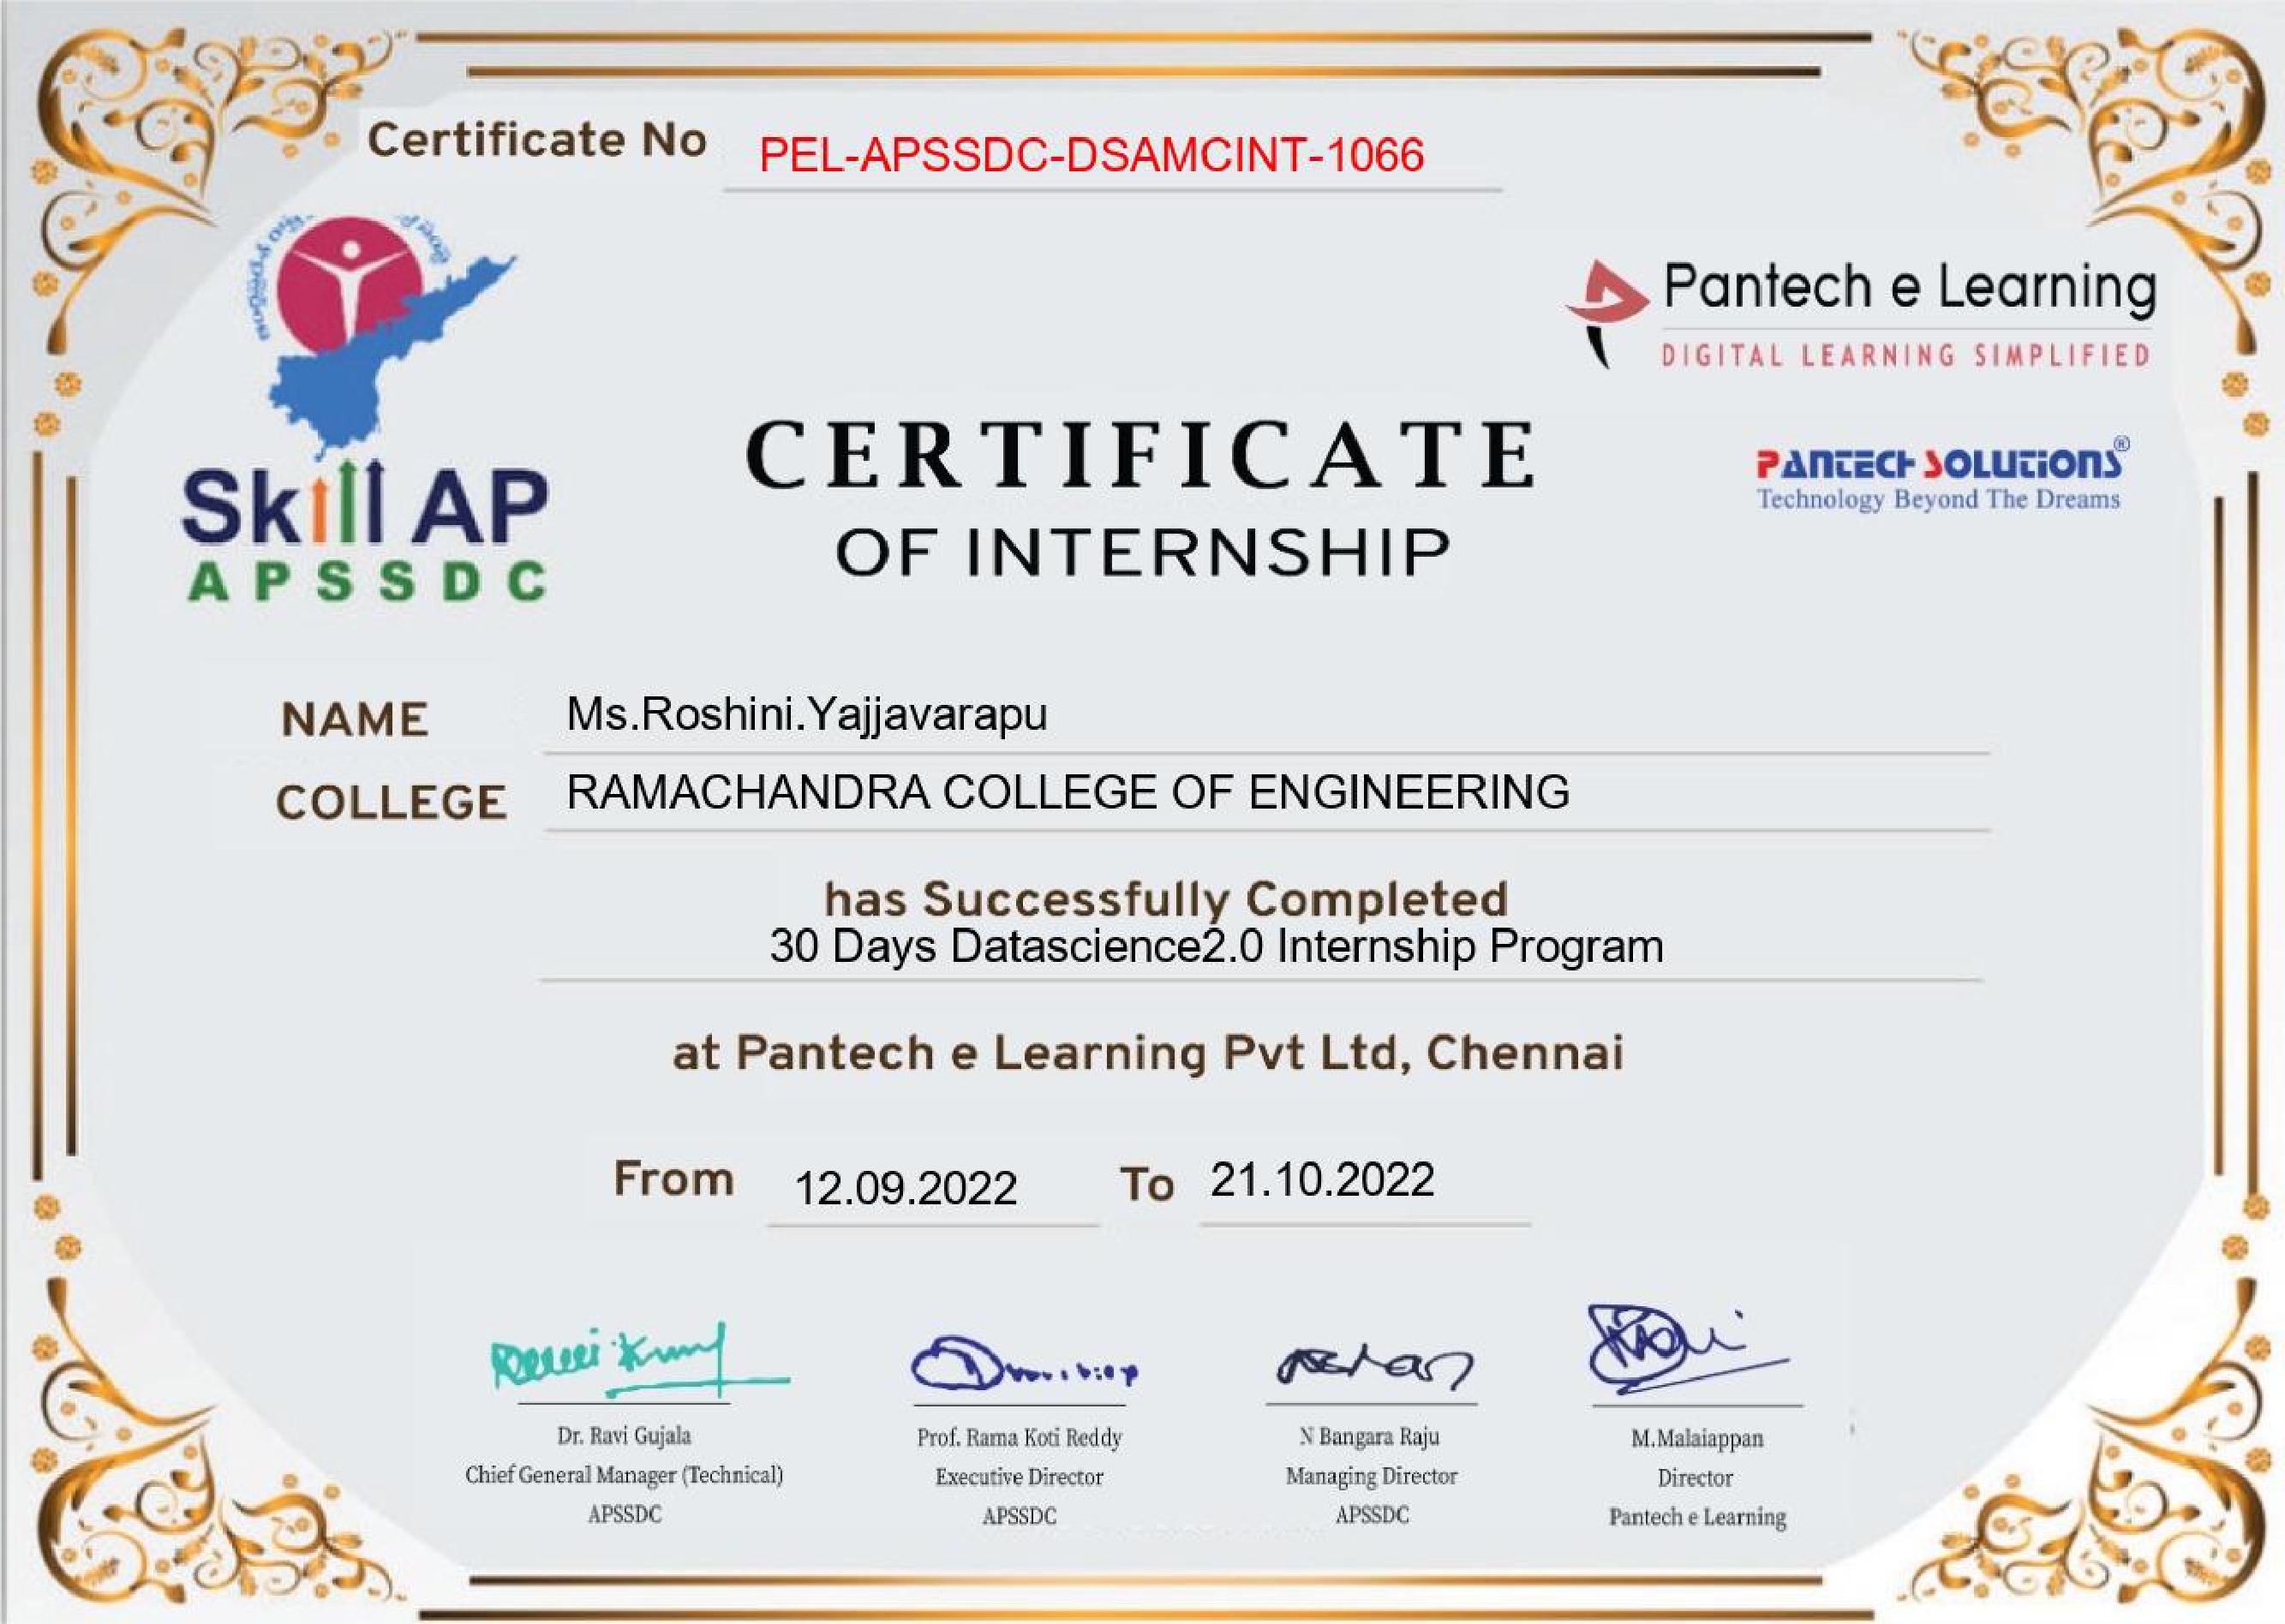 Certificate No PEL-APSSDC-DSAMCINT-1066
Pantech e Learning
DIGITAL LEARNING SIMPLIFIED
PANTECH SOLUTIONS®
Technology Beyond The Dreams
Skill AP
APSSDC
CERTIFICATE
OF INTERNSHIP
NAME Ms.Roshini.Yajjavarapu
COLLEGE RAMACHANDRA COLLEGE OF ENGINEERING
has Successfully Completed
30 Days Datascience2.0 Internship Program
at Pantech e Learning Pvt Ltd, Chennai
From 12.09.2022 To 21.10.2022
Dr. Ravi Gujala
Chief General Manager (Technical)
APSSDC
Prof. Rama Koti Reddy
Executive Director
APSSDC
N Bangara Raju
Managing Director
APSSDC
M.Malaiappan
Director
Pantech e Learning